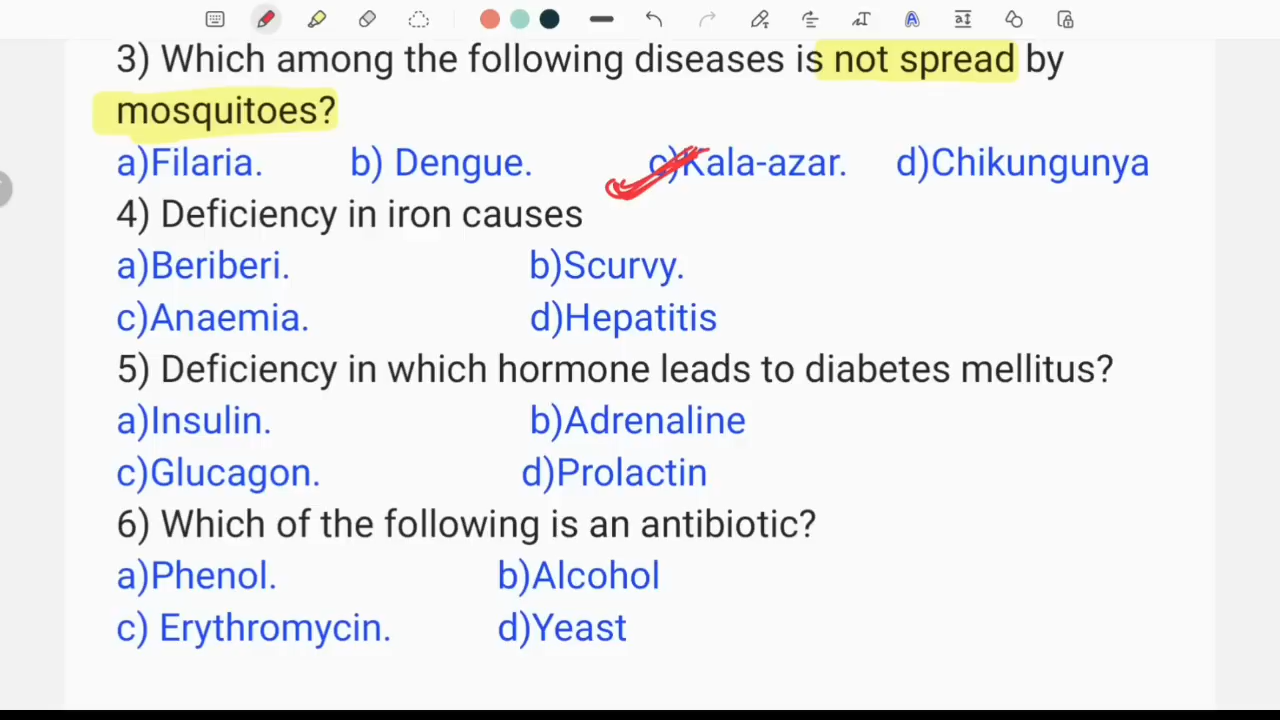 3) Which among the following diseases is not spread by
mosquitoes?
a)Filaria. b) Dengue. c)Kala-azar. d)Chikungunya
4) Deficiency in iron causes
a)Beriberi. b)Scurvy.
c)Anaemia. d)Hepatitis
5) Deficiency in which hormone leads to diabetes mellitus?
a)Insulin. b)Adrenaline
c)Glucagon. d)Prolactin
6) Which of the following is an antibiotic?
a)Phenol. b)Alcohol
c) Erythromycin. d)Yeast